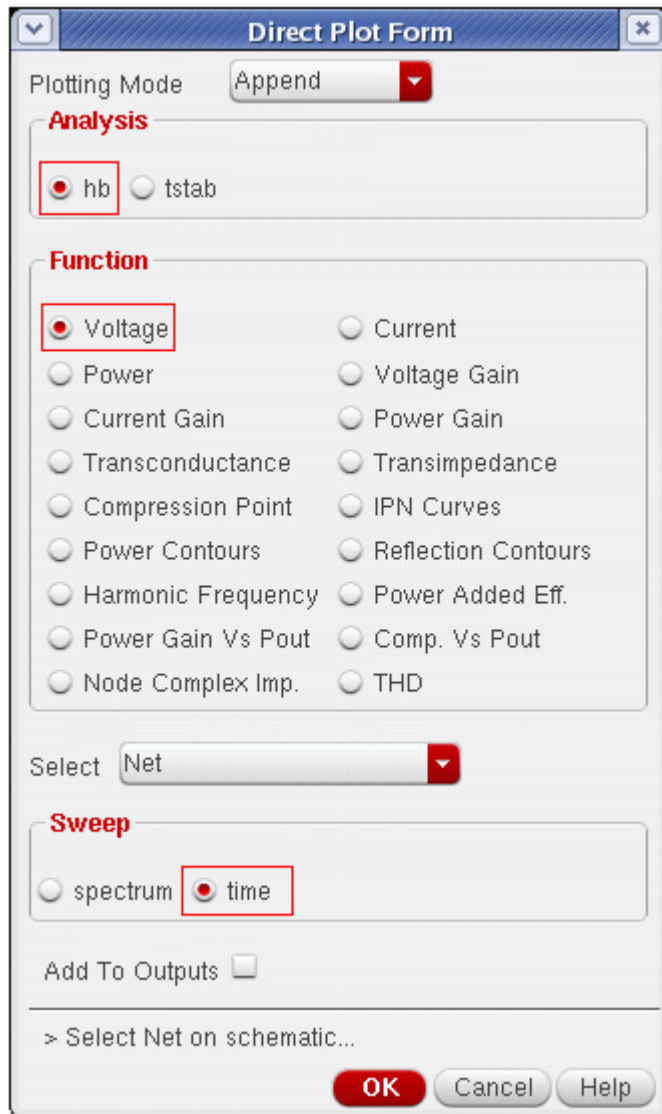 Direct Plot Form
Plotting Mode Append
Analysis
hb tstab
Function
Voltage Current
Power Voltage Gain
Current Gain Power Gain
Transconductance Transimpedance
Compression Point IPN Curves
Power Contours Reflection Contours
Harmonic Frequency Power Added Eff.
Power Gain Vs Pout Comp. Vs Pout
Node Complex Imp. THD
Select Net
Sweep
spectrum time
Add To Outputs
> Select Net on schematic...
OK Cancel Help